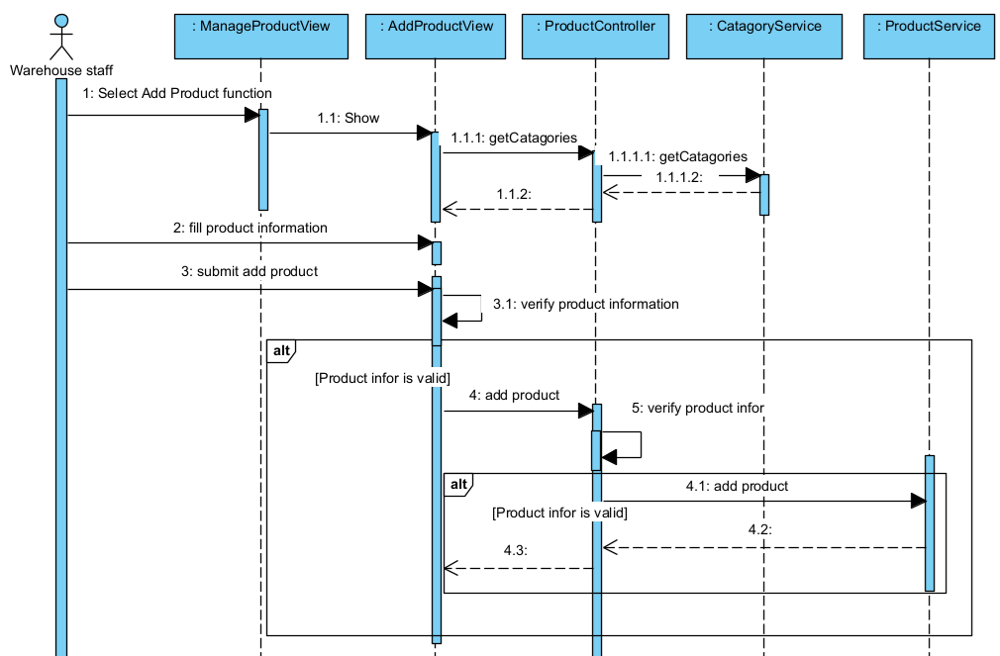 : ManageProductView
: AddProductView
: ProductController
: CatagoryService
: ProductService
Warehouse staff
1: Select Add Product function
1.1: Show
1.1.1: getCatagories
1.1.1.1: getCatagories
1.1.1.2:
1.1.2:
2: fill product information
3: submit add product
3.1: verify product information
alt
[Product infor is valid]
4: add product
5: verify product infor
alt
4.1: add product
[Product infor is valid]
4.2:
4.3: